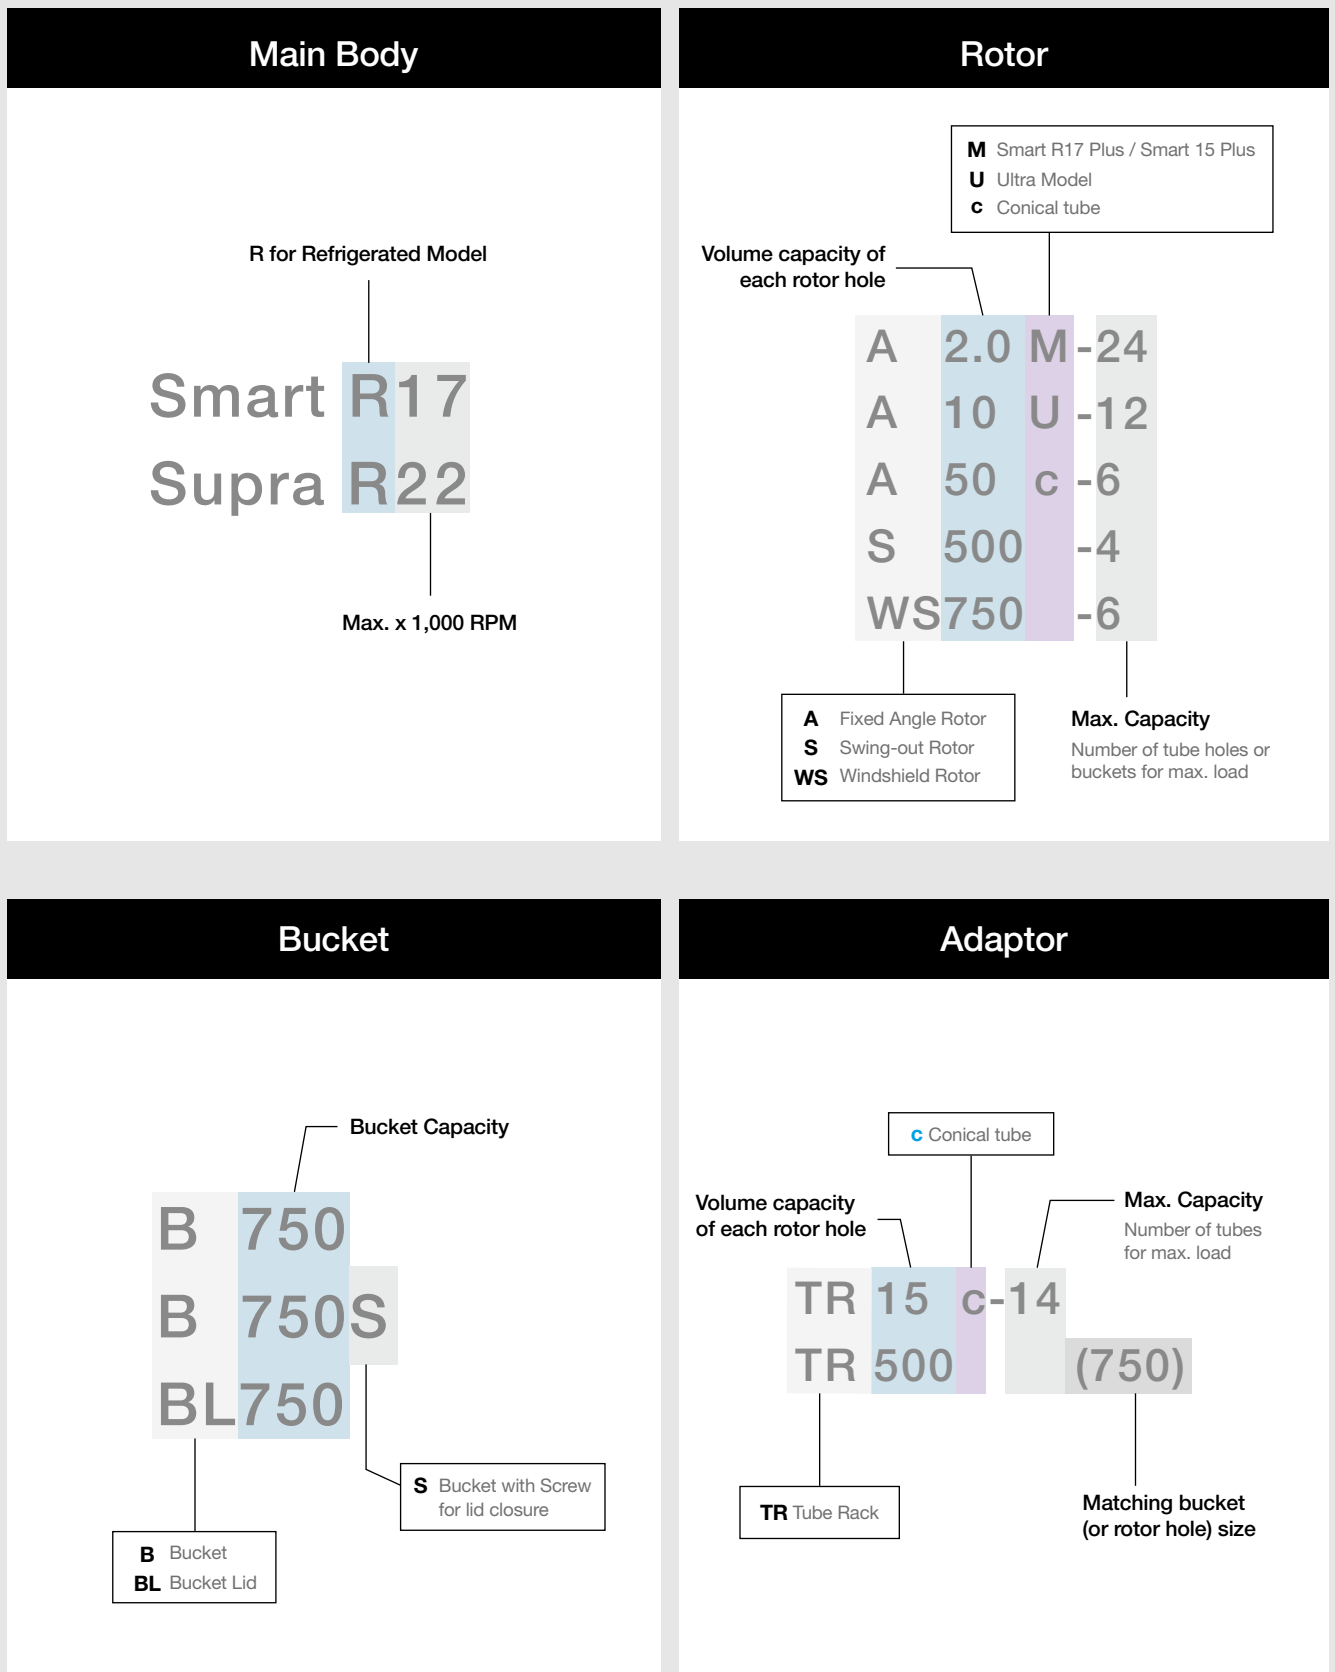 Main Body
R for Refrigerated Model
Smart R17
Supra R22
Max. x 1,000 RPM
Rotor
M Smart R17 Plus / Smart 15 Plus
U Ultra Model
c Conical tube
Volume capacity of
each rotor hole
A 2.0 M -24
A 10 U -12
A 50 c -6
S 500 -4
WS 750 -6
A Fixed Angle Rotor
S Swing-out Rotor
WS Windshield Rotor
Max. Capacity
Number of tube holes or
buckets for max. load
Bucket
Bucket Capacity
B 750
B 750S
BL750
S Bucket with Screw
for lid closure
B Bucket
BL Bucket Lid
Adaptor
c Conical tube
Volume capacity
of each rotor hole
Max. Capacity
Number of tubes
for max. load
TR 15 c-14
TR 500 (750)
TR Tube Rack
Matching bucket
(or rotor hole) size